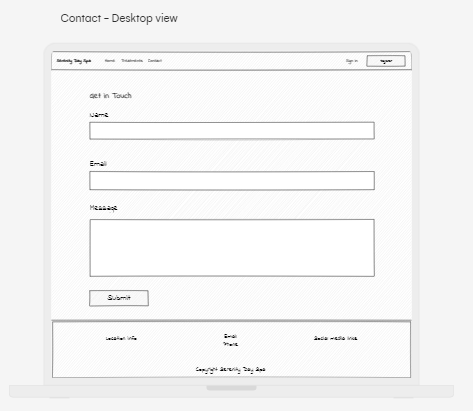 Contact – Desktop view
Serenity Day Spa Home Treatments Contact Sign in Register
Get in Touch
Name
Email
Message
Submit
Location Info Email Social media links
Phone
Copyright Serenity Day Spa